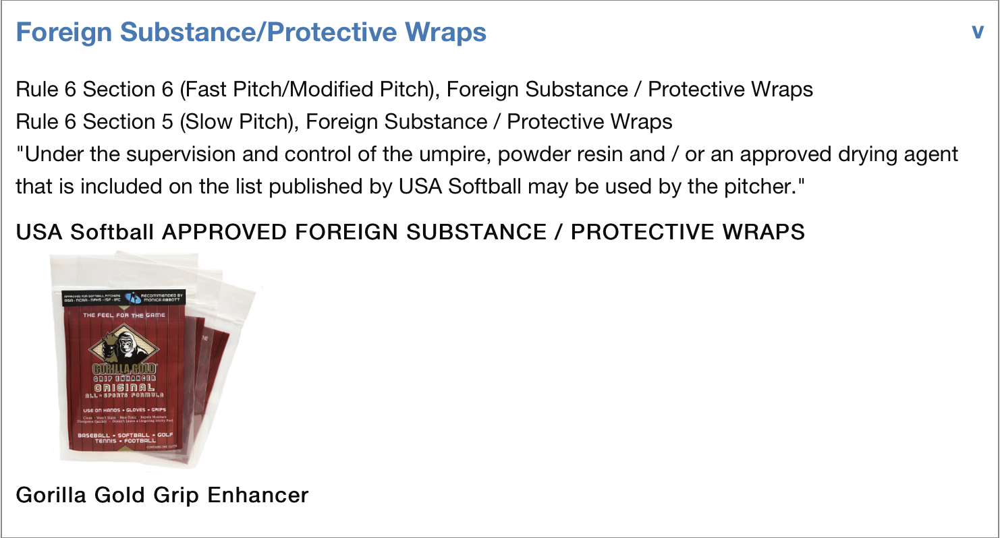 Foreign Substance/Protective Wraps
v
Rule 6 Section 6 (Fast Pitch/Modified Pitch), Foreign Substance / Protective Wraps
Rule 6 Section 5 (Slow Pitch), Foreign Substance / Protective Wraps
"Under the supervision and control of the umpire, powder resin and / or an approved drying agent
that is included on the list published by USA Softball may be used by the pitcher."
USA Softball APPROVED FOREIGN SUBSTANCE / PROTECTIVE WRAPS
APPROVED FOR SOFTBALL PITCHERS
ASA · NCAA · NFHS · ISF · IFC
RECOMMENDED BY
MONICA ABBOTT
THE FEEL FOR THE GAME
GORILLA GOLD
GRIP ENHANCER
ORIGINAL
ALL-SPORTS FORMULA
USE ON HANDS • GLOVES • GRIPS
Clean · Won't Stain · Non-Toxic · Repels Moisture
Dissipates Quickly · Doesn't Leave a Lingering Sticky Feel
BASEBALL • SOFTBALL • GOLF
TENNIS • FOOTBALL
CONTAINS ONE CLOTH
Gorilla Gold Grip Enhancer